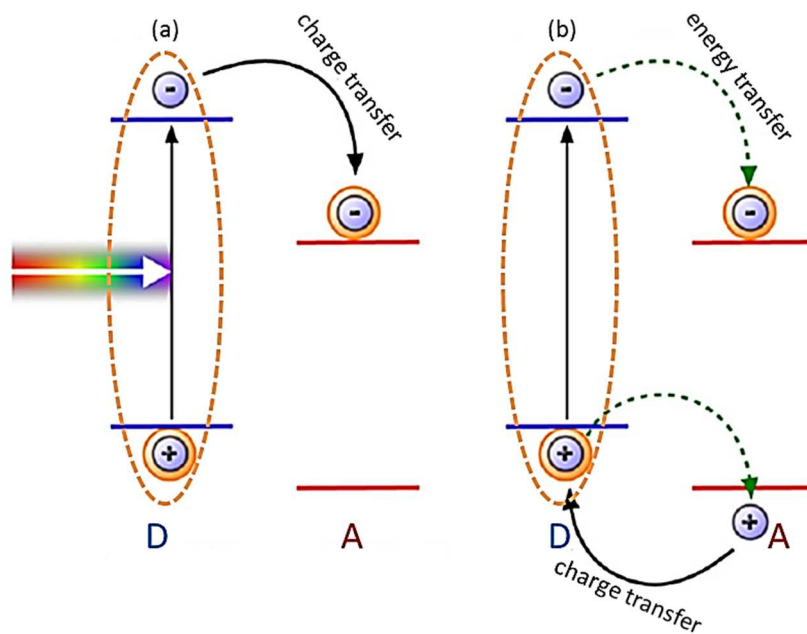 (a)
-
charge transfer
-
+
D
A
(b)
-
energy transfer
-
+
+
D
A
charge transfer